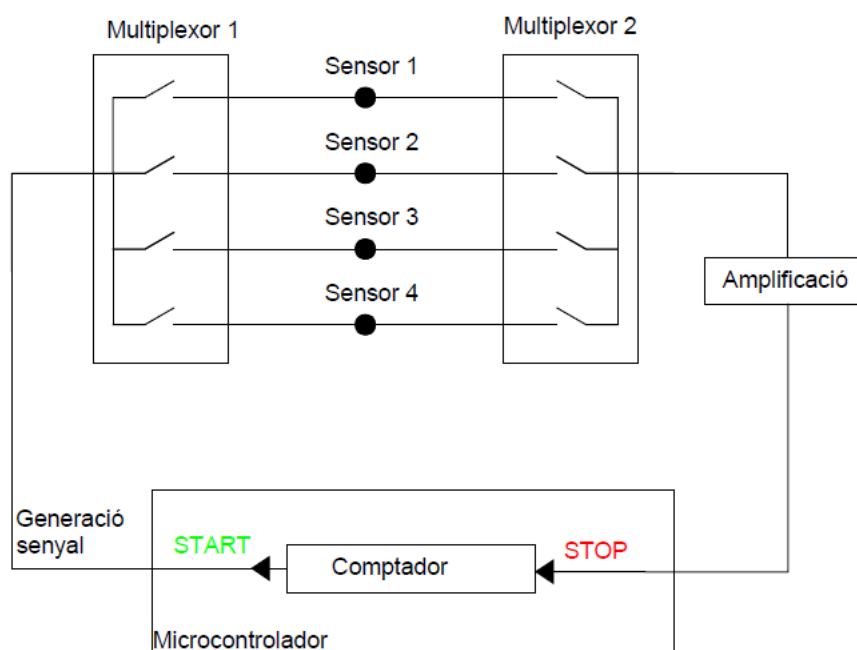 Multiplexor 1
Multiplexor 2
Sensor 1
Sensor 2
Sensor 3
Sensor 4
Amplificació
Generació
senyal
START
Comptador
STOP
Microcontrolador